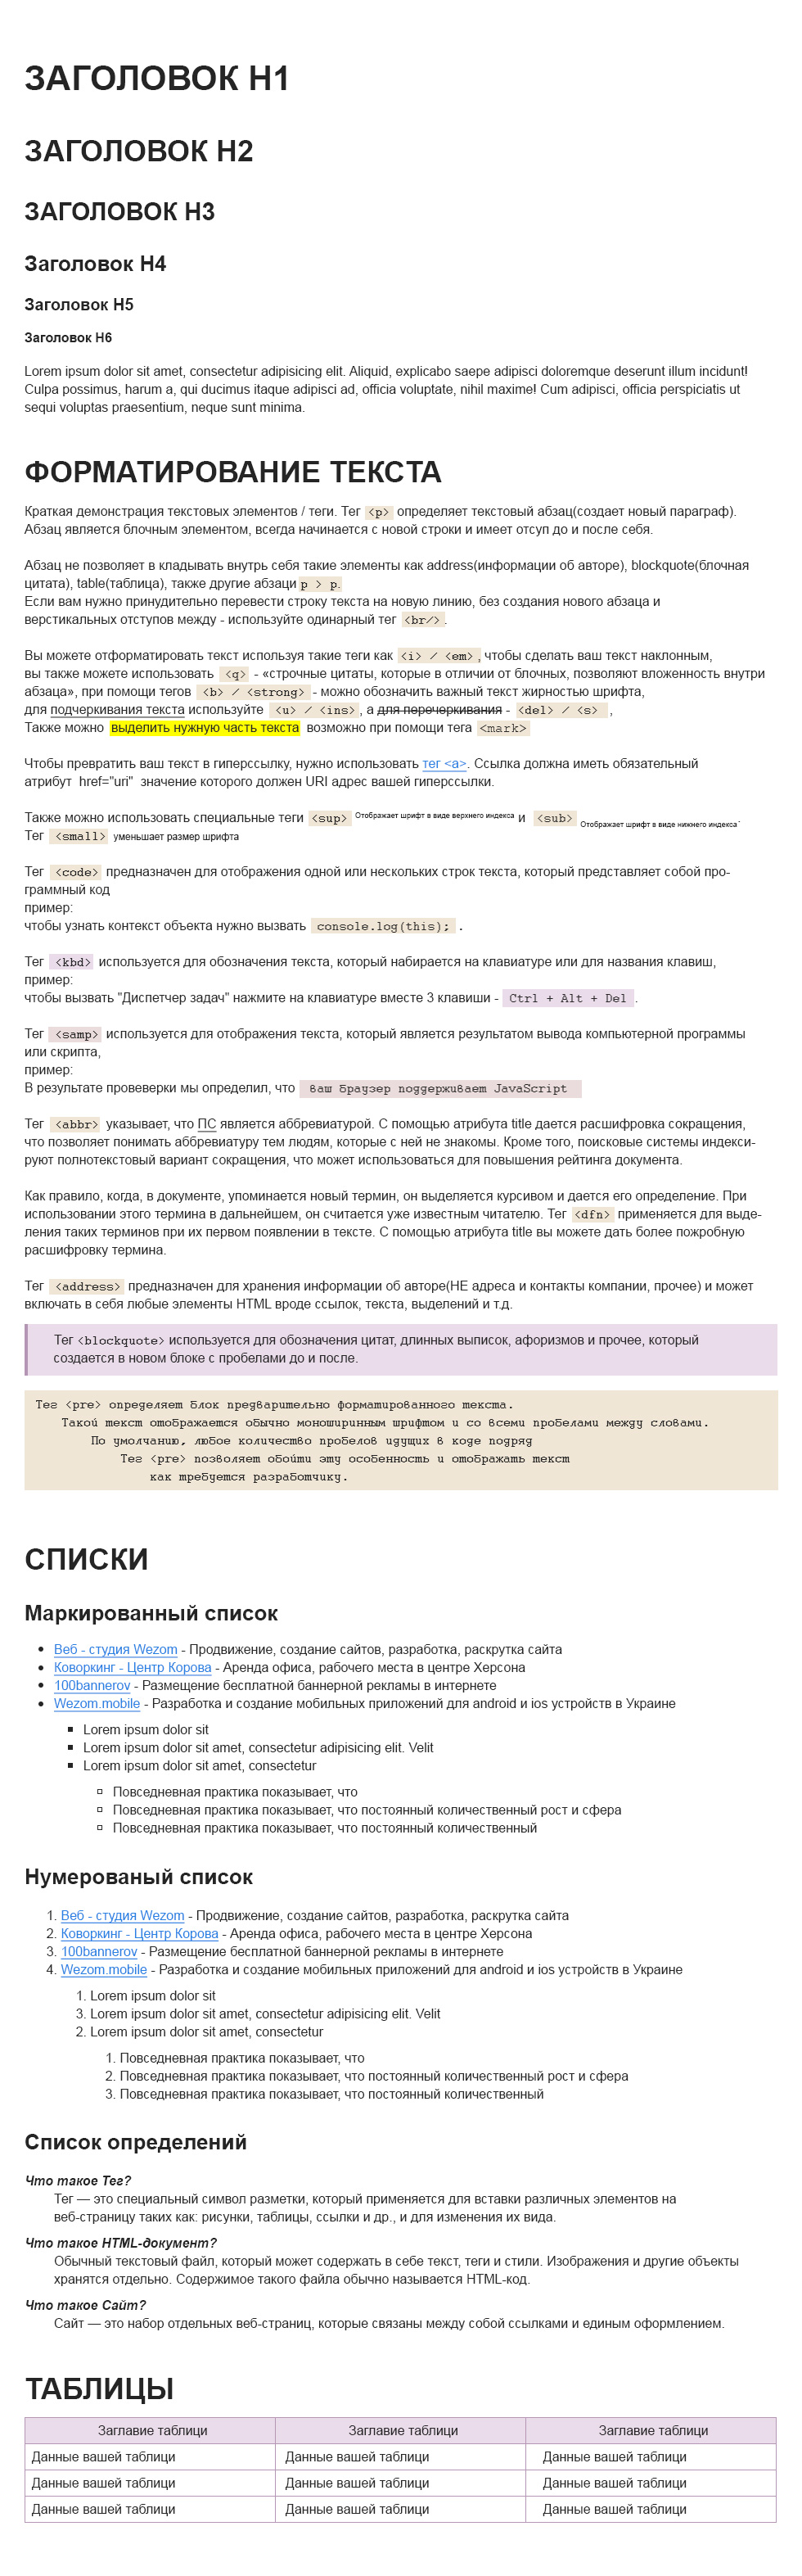 ЗАГОЛОВОК H1
ЗАГОЛОВОК H2
ЗАГОЛОВОК H3
Заголовок H4
Заголовок H5
Заголовок H6
Lorem ipsum dolor sit amet, consectetur adipisicing elit. Aliquid, explicabo saepe adipisci doloremque deserunt illum incidunt!
Culpa possimus, harum a, qui ducimus itaque adipisci ad, officia voluptate, nihil maxime! Cum adipisci, officia perspiciatis ut
sequi voluptas praesentium, neque sunt minima.
ФОРМАТИРОВАНИЕ ТЕКСТА
Краткая демонстрация текстовых элементов / теги. Тег <p> определяет текстовый абзац(создает новый параграф).
Абзац является блочным элементом, всегда начинается с новой строки и имеет отсуп до и после себя.
Абзац не позволяет в кладывать внутрь себя такие элементы как address(информации об авторе), blockquote(блочная
цитата), table(таблица), также другие абзаци p > p.
Если вам нужно принудительно перевести строку текста на новую линию, без создания нового абзаца и
верстикальных отступов между - используйте одинарный тег <br/>.
Вы можете отформатировать текст используя такие теги как <i> / <em>, чтобы сделать ваш текст наклонным,
вы также можете использовать <q> - «строчные цитаты, которые в отличии от блочных, позволяют вложенность внутри
абзаца», при помощи тегов <b> / <strong> - можно обозначить важный текст жирностью шрифта,
для подчеркивания текста используйте <u> / <ins>, а для перечеркивания - <del> / <s> ,
Также можно выделить нужную часть текста возможно при помощи тега <mark>
Чтобы превратить ваш текст в гиперссылку, нужно использовать тег <a>. Ссылка должна иметь обязательный
атрибут href="uri" значение которого должен URI адрес вашей гиперссылки.
Также можно использовать специальные теги <sup> Отображает шрифт в виде верхнего индекса и <sub> Отображает шрифт в виде нижнего индекса.
Тег <small> уменьшает размер шрифта
Тег <code> предназначен для отображения одной или нескольких строк текста, который представляет собой про-
граммный код
пример:
чтобы узнать контекст объекта нужно вызвать console.log(this); .
Тег <kbd> используется для обозначения текста, который набирается на клавиатуре или для названия клавиш,
пример:
чтобы вызвать "Диспетчер задач" нажмите на клавиатуре вместе 3 клавиши - Ctrl + Alt + Del .
Тег <samp> используется для отображения текста, который является результатом вывода компьютерной программы
или скрипта,
пример:
В результате провеверки мы определил, что ваш браузер поддерживает JavaScript
Тег <abbr> указывает, что ПС является аббревиатурой. С помощью атрибута title дается расшифровка сокращения,
что позволяет понимать аббревиатуру тем людям, которые с ней не знакомы. Кроме того, поисковые системы индекси-
руют полнотекстовый вариант сокращения, что может использоваться для повышения рейтинга документа.
Как правило, когда, в документе, упоминается новый термин, он выделяется курсивом и дается его определение. При
использовании этого термина в дальнейшем, он считается уже известным читателю. Тег <dfn> применяется для выде-
ления таких терминов при их первом появлении в тексте. С помощью атрибута title вы можете дать более пожробную
расшифровку термина.
Тег <address> предназначен для хранения информации об авторе(НЕ адреса и контакты компании, прочее) и может
включать в себя любые элементы HTML вроде ссылок, текста, выделений и т.д.
Тег <blockquote> используется для обозначения цитат, длинных выписок, афоризмов и прочее, который
создается в новом блоке с пробелами до и после.
Тег <pre> определяет блок предварительно форматированного текста.
Такой текст отображается обычно моноширинным шрифтом и со всеми пробелами между словами.
По умолчанию, любое количество пробелов идущих в коде подряд
Тег <pre> позволяет обойти эту особенность и отображать текст
как требуется разработчику.
СПИСКИ
Маркированный список
• Веб - студия Wezom - Продвижение, создание сайтов, разработка, раскрутка сайта
• Коворкинг - Центр Корова - Аренда офиса, рабочего места в центре Херсона
• 100bannerov - Размещение бесплатной баннерной рекламы в интернете
• Wezom.mobile - Разработка и создание мобильных приложений для android и ios устройств в Украине
▪ Lorem ipsum dolor sit
▪ Lorem ipsum dolor sit amet, consectetur adipisicing elit. Velit
▪ Lorem ipsum dolor sit amet, consectetur
▫ Повседневная практика показывает, что
▫ Повседневная практика показывает, что постоянный количественный рост и сфера
▫ Повседневная практика показывает, что постоянный количественный
Нумерованый список
1. Веб - студия Wezom - Продвижение, создание сайтов, разработка, раскрутка сайта
2. Коворкинг - Центр Корова - Аренда офиса, рабочего места в центре Херсона
3. 100bannerov - Размещение бесплатной баннерной рекламы в интернете
4. Wezom.mobile - Разработка и создание мобильных приложений для android и ios устройств в Украине
1. Lorem ipsum dolor sit
3. Lorem ipsum dolor sit amet, consectetur adipisicing elit. Velit
2. Lorem ipsum dolor sit amet, consectetur
1. Повседневная практика показывает, что
2. Повседневная практика показывает, что постоянный количественный рост и сфера
3. Повседневная практика показывает, что постоянный количественный
Список определений
Что такое Тег?
Тег — это специальный символ разметки, который применяется для вставки различных элементов на
веб-страницу таких как: рисунки, таблицы, ссылки и др., и для изменения их вида.
Что такое HTML-документ?
Обычный текстовый файл, который может содержать в себе текст, теги и стили. Изображения и другие объекты
хранятся отдельно. Содержимое такого файла обычно называется HTML-код.
Что такое Сайт?
Сайт — это набор отдельных веб-страниц, которые связаны между собой ссылками и единым оформлением.
ТАБЛИЦЫ
Заглавие таблици Заглавие таблици Заглавие таблици
Данные вашей таблици Данные вашей таблици Данные вашей таблици
Данные вашей таблици Данные вашей таблици Данные вашей таблици
Данные вашей таблици Данные вашей таблици Данные вашей таблици